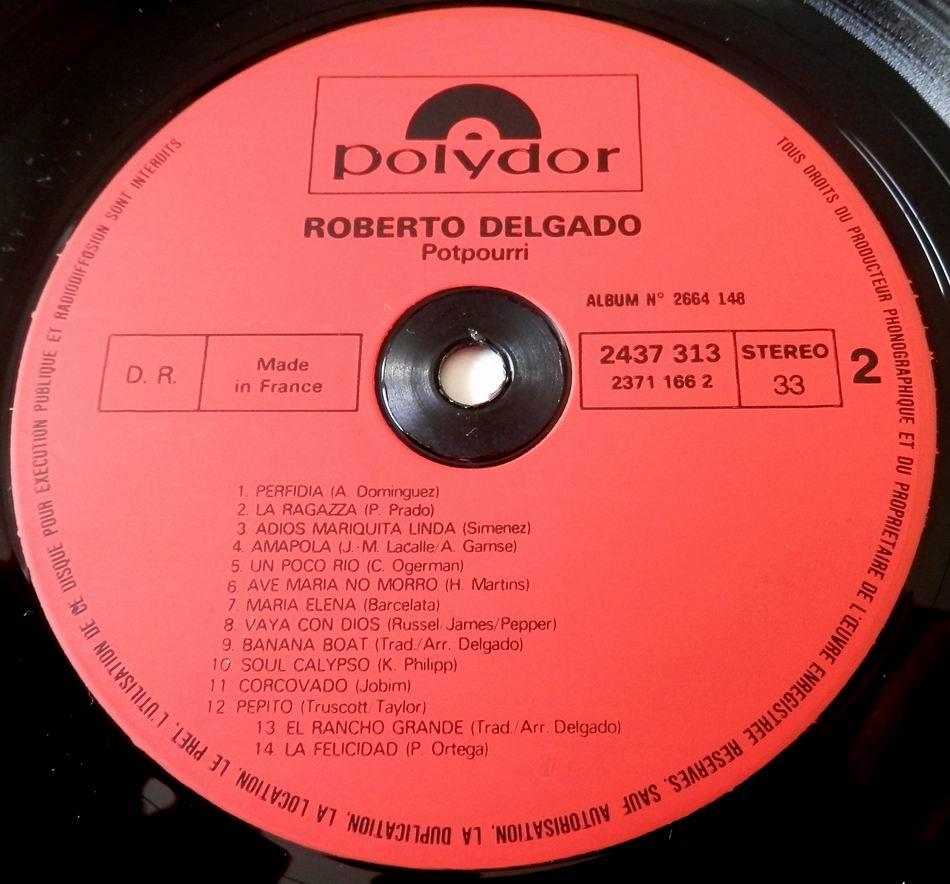 polydor
ROBERTO DELGADO
Potpourri
ALBUM N° 2664 148
D. R.
Made
in France
2437 313
2371 166 2
STEREO
33
2
1. PERFIDIA (A. Dominguez)
2. LA RAGAZZA (P. Prado)
3. ADIOS MARIQUITA LINDA (Simenez)
4. AMAPOLA (J.-M. Lacalle/A. Gamse)
5. UN POCO RIO (C. Ogerman)
6. AVE MARIA NO MORRO (H. Martins)
7. MARIA ELENA (Barcelata)
8. VAYA CON DIOS (Russel/James/Pepper)
9. BANANA BOAT (Trad./Arr. Delgado)
10. SOUL CALYPSO (K. Philipp)
11. CORCOVADO (Jobim)
12. PEPITO (Truscott/Taylor)
13. EL RANCHO GRANDE (Trad./Arr. Delgado)
14. LA FELICIDAD (P. Ortega)
TOUS DROITS DU PRODUCTEUR PHONOGRAPHIQUE ET DU PROPRIETAIRE DE L'ŒUVRE ENREGISTREE RESERVES. SAUF AUTORISATION, LA DUPLICATION, LA LOCATION, LE PRET, L'UTILISATION DE CE DISQUE POUR EXECUTION PUBLIQUE ET RADIODIFFOSION SONT INTERDITS.